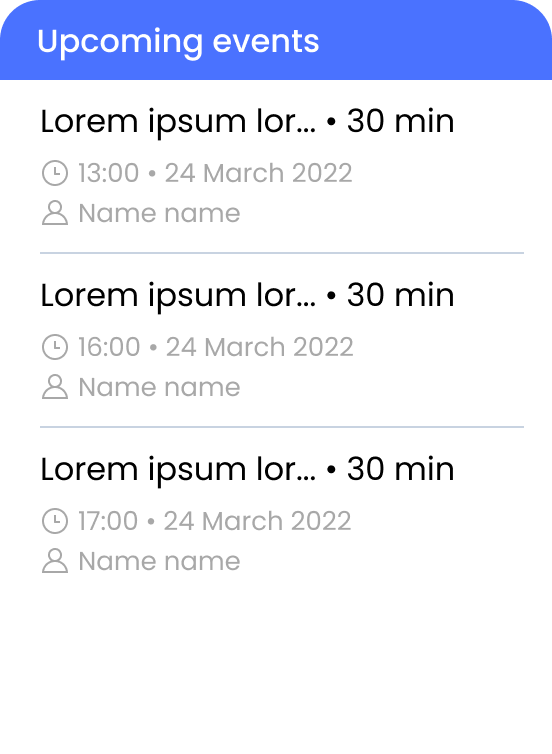 Upcoming events
Lorem ipsum lor... • 30 min
13:00 • 24 March 2022
Name name
Lorem ipsum lor... • 30 min
16:00 • 24 March 2022
Name name
Lorem ipsum lor... • 30 min
17:00 • 24 March 2022
Name name